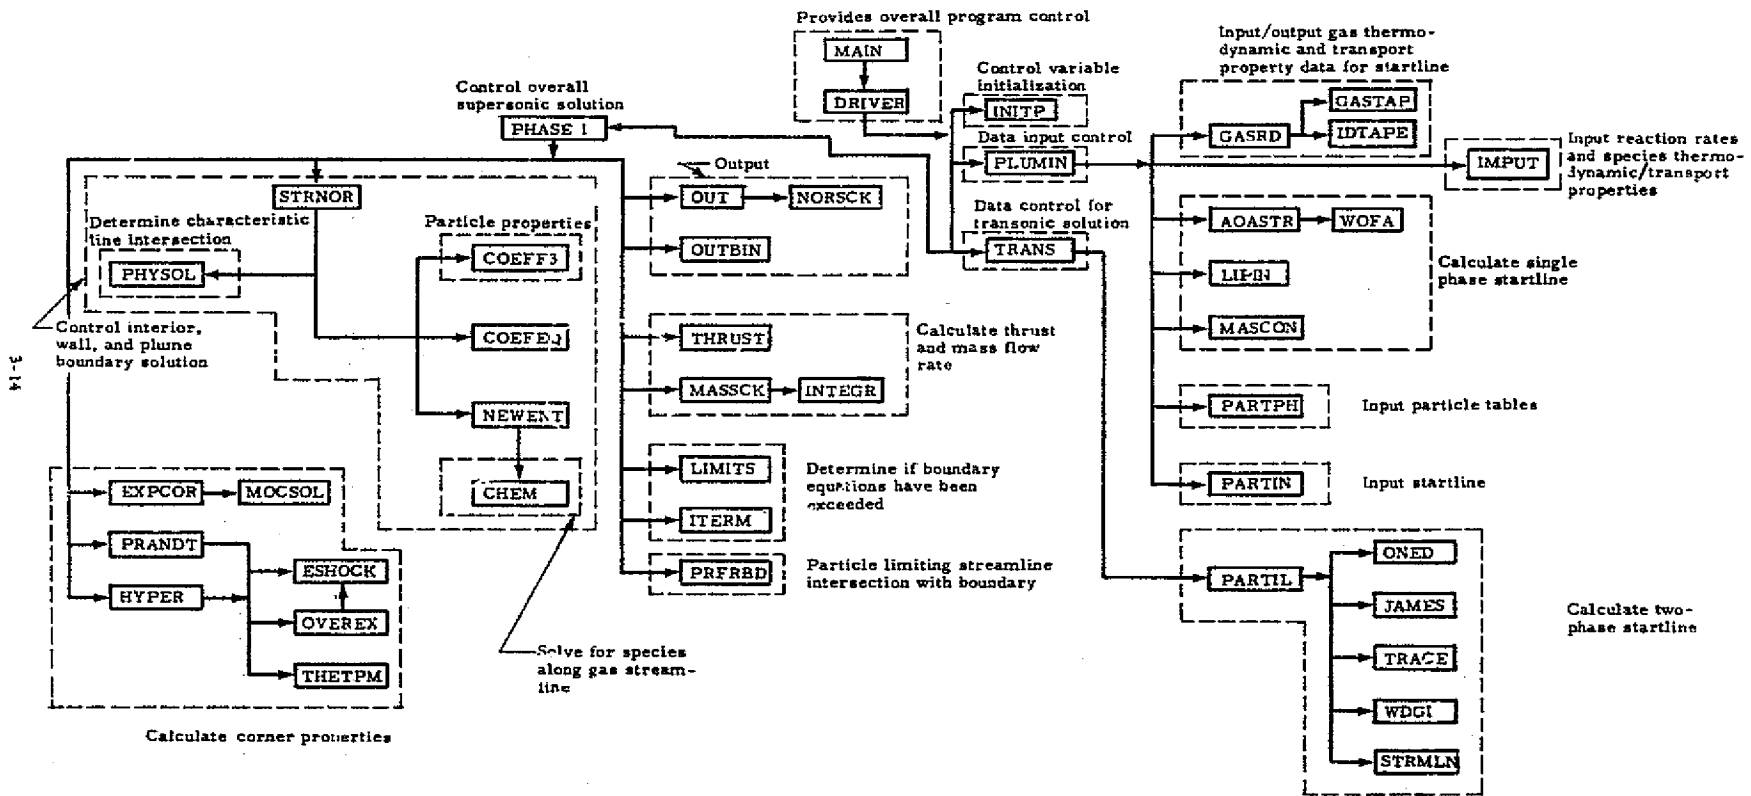 Provides overall program control
MAIN
DRIVER
Control overall
supersonic solution
PHASE I
Control variable
initialization
INITP
Data input control
PLUMIN
Data control for
transonic solution
TRANS
Input/output gas thermo-
dynamic and transport
property data for startline
GASRD
GASTAP
IDTAPE
Input reaction rates
and species thermo-
dynamic/transport
properties
IMPUT
AOASTR
WOFA
LIPIN
MASCON
Calculate single
phase startline
PARTPH
Input particle tables
PARTIN
Input startline
PARTIL
ONED
JAMES
TRACE
WDGI
STRMLN
Calculate two-
phase startline
STRNOR
Determine characteristic
line intersection
PHYSOL
Particle properties
COEFF3
COEFEQ
NEWENT
CHEM
Control interior,
wall, and plume
boundary solution
Output
OUT
NORSCK
OUTBIN
THRUST
MASSCK
INTEGR
Calculate thrust
and mass flow
rate
LIMITS
ITERM
Determine if boundary
equations have been
exceeded
PRFRBD
Particle limiting streamline
intersection with boundary
Solve for species
along gas stream-
line
EXPCOR
MOCSOL
PRANDT
HYPER
ESHOCK
OVEREX
THETPM
Calculate corner properties
3-14